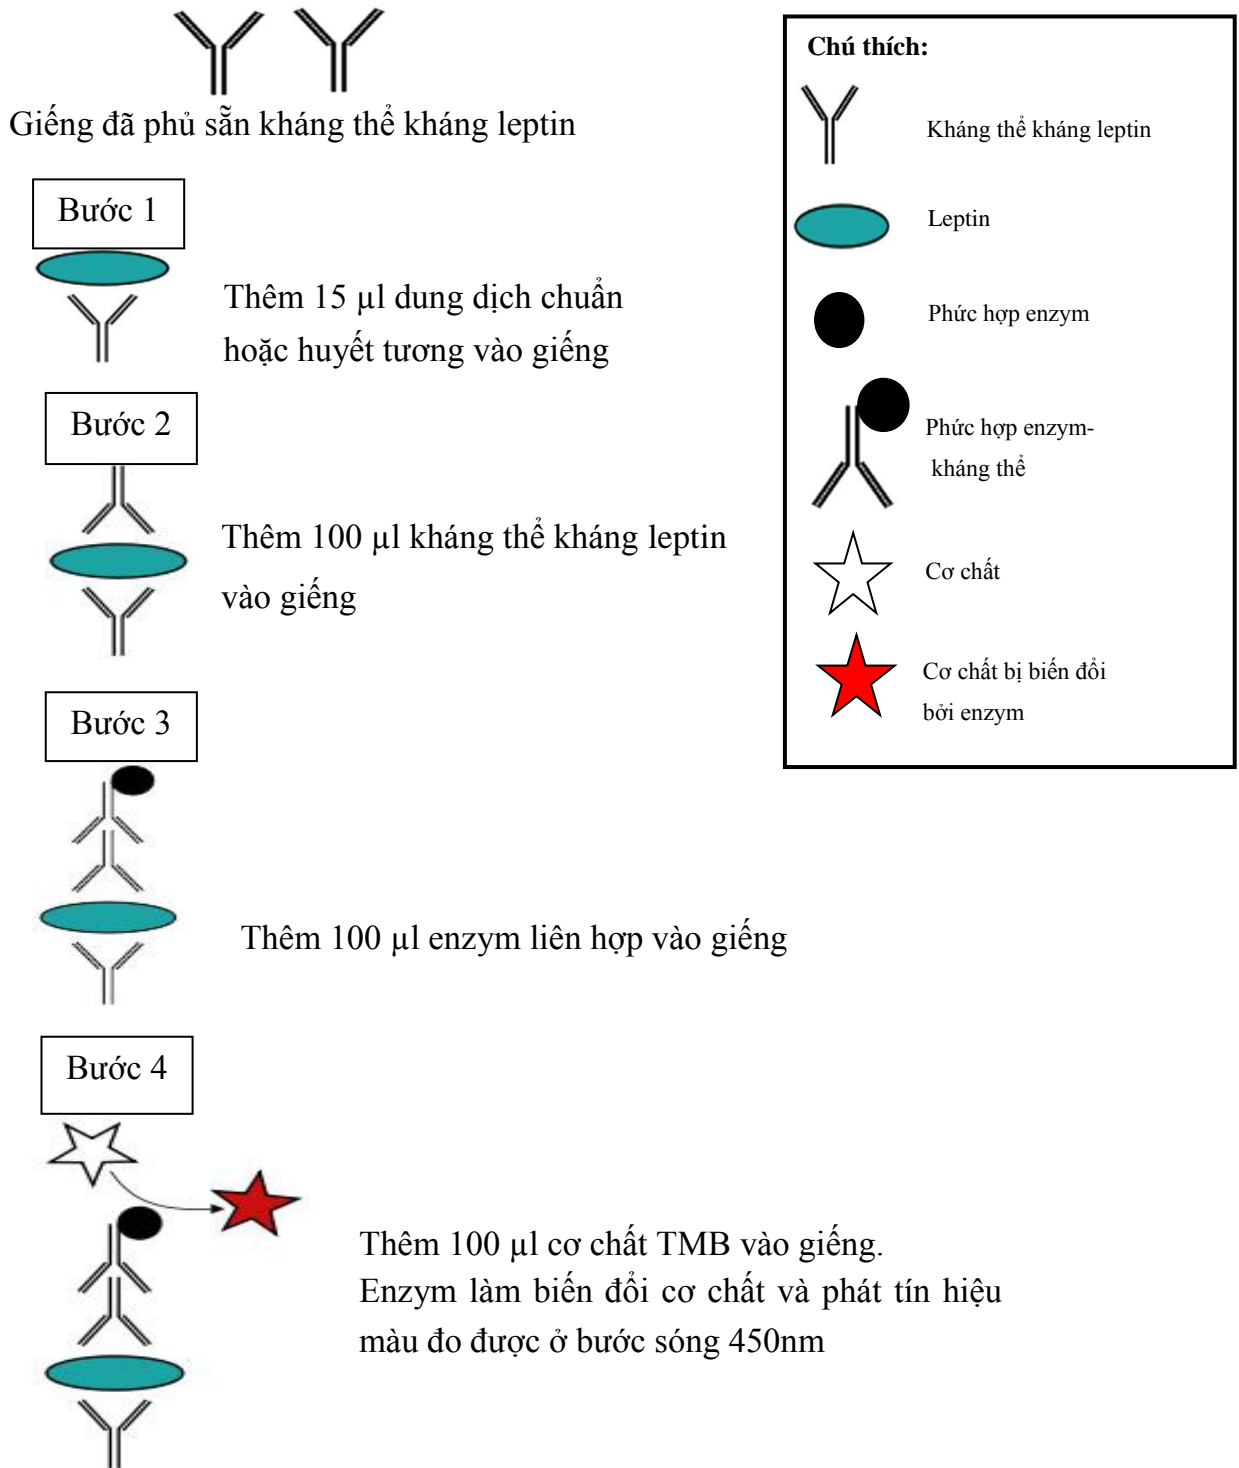 Giếng đã phủ sẵn kháng thể kháng leptin
Bước 1
Thêm 15 µl dung dịch chuẩn
hoặc huyết tương vào giếng
Bước 2
Thêm 100 µl kháng thể kháng leptin
vào giếng
Bước 3
Thêm 100 µl enzym liên hợp vào giếng
Bước 4
Thêm 100 µl cơ chất TMB vào giếng.
Enzym làm biến đổi cơ chất và phát tín hiệu
màu đo được ở bước sóng 450nm
Chú thích:
Kháng thể kháng leptin
Leptin
Phức hợp enzym
Phức hợp enzym-
kháng thể
Cơ chất
Cơ chất bị biến đổi
bởi enzym